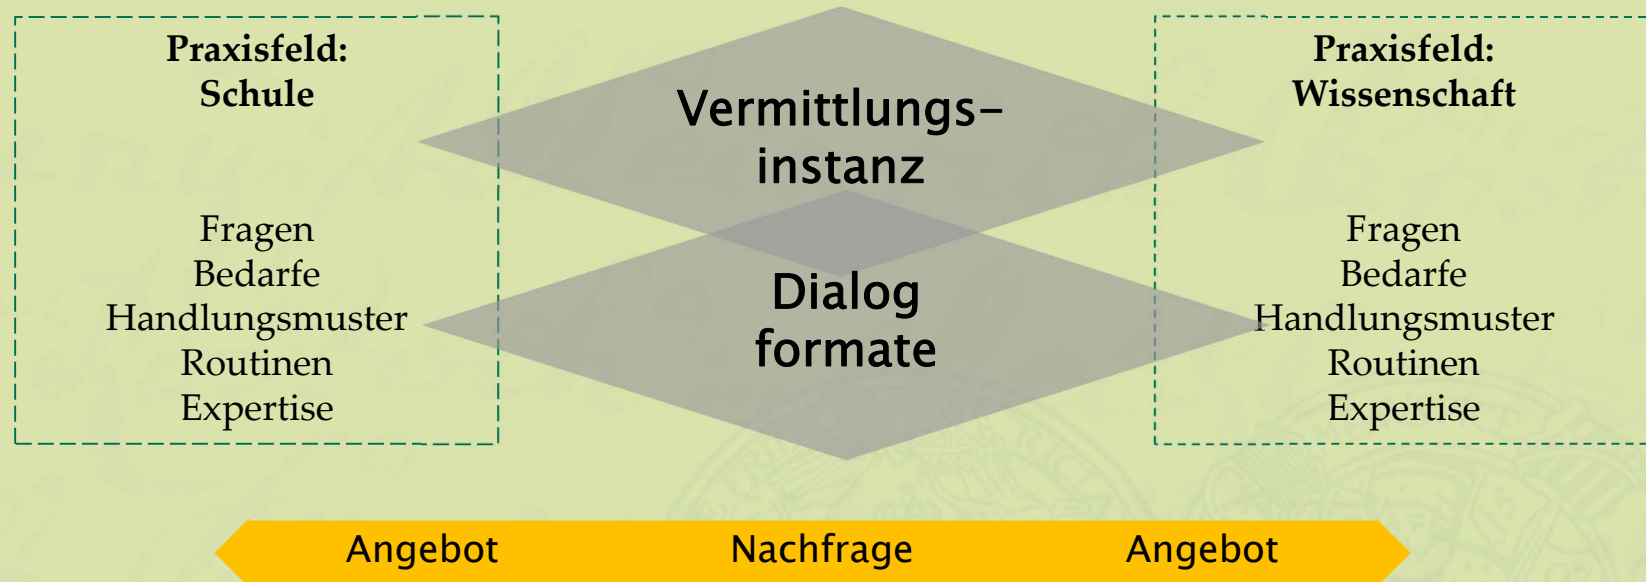 Praxisfeld:
Schule
Fragen
Bedarfe
Handlungsmuster
Routinen
Expertise
Vermittlungs-
instanz
Dialog
formate
Praxisfeld:
Wissenschaft
Fragen
Bedarfe
Handlungsmuster
Routinen
Expertise
Angebot Nachfrage Angebot